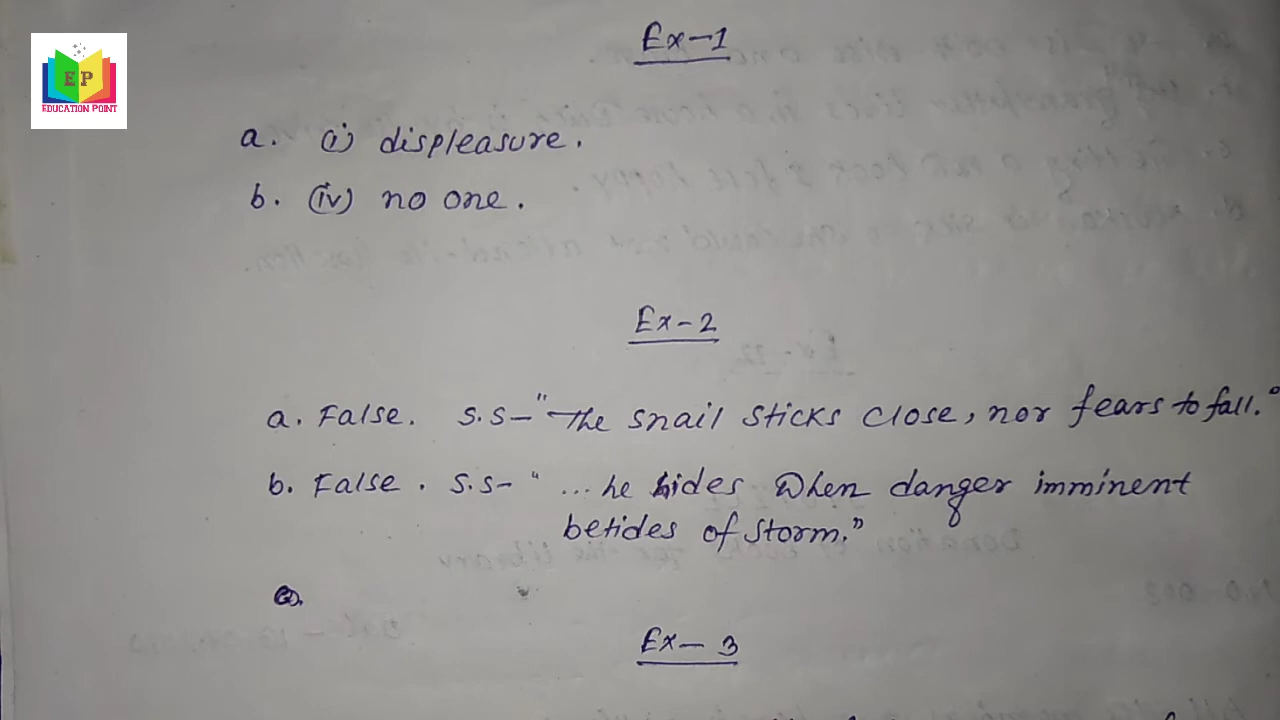 EP
EDUCATION POINT
Ex-1
a. (i) displeasure.
b. (iv) no one.
Ex-2
a. False. S.S-"The snail sticks close, nor fears to fall."
b. False. S.S- "...he hides when danger imminent
betides of storm."
Ex-3